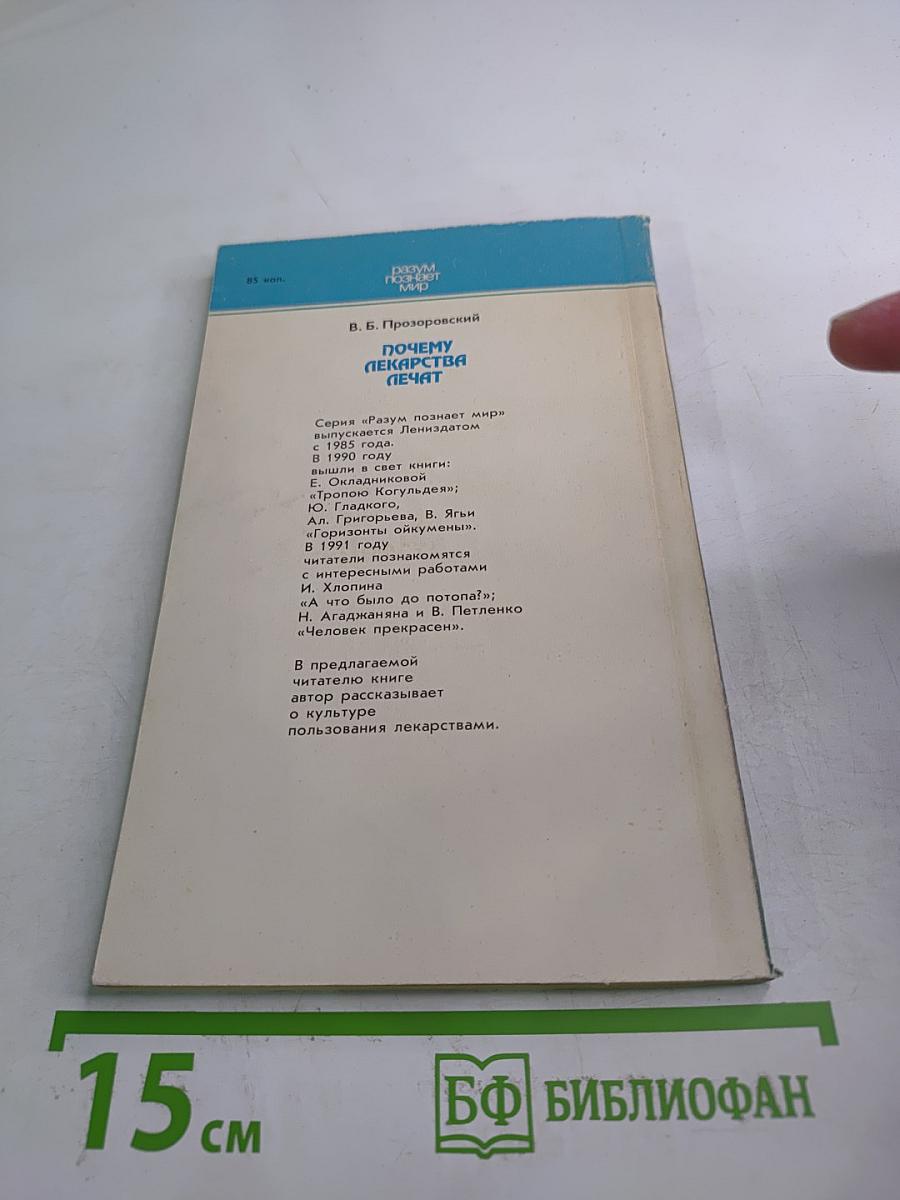 85 коп.
разум
познает
мир
В. Б. Прозоровский
ПОЧЕМУ
ЛЕКАРСТВА
ЛЕЧАТ
Серия «Разум познает мир»
выпускается Лениздатом
с 1985 года.
В 1990 году
вышли в свет книги:
Е. Окладниковой
«Тропою Когульдея»;
Ю. Гладкого,
Ал. Григорьева, В. Ягьи
«Горизонты ойкумены».
В 1991 году
читатели познакомятся
с интересными работами
И. Хлопина
«А что было до потопа?»;
Н. Агаджаняна и В. Петленко
«Человек прекрасен».
В предлагаемой
читателю книге
автор рассказывает
о культуре
пользования лекарствами.
15 см
БФ БИБЛИОФАН